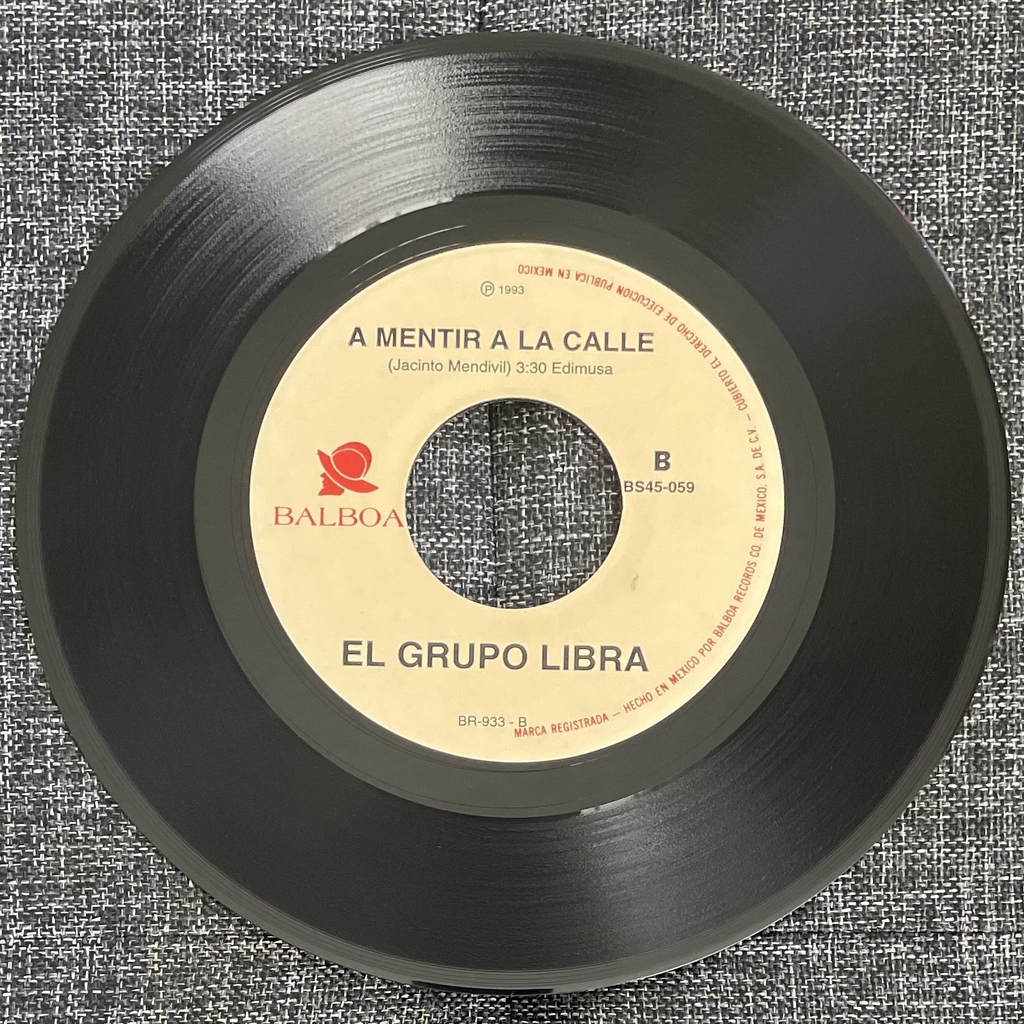 ℗ 1993
A MENTIR A LA CALLE
(Jacinto Mendivil) 3:30 Edimusa
BALBOA
B
BS45-059
EL GRUPO LIBRA
BR-933 - B
MARCA REGISTRADA — HECHO EN MEXICO POR BALBOA RECORDS CO. DE MEXICO, S.A. DE C.V. — CUBIERTO EL DERECHO DE EJECUCION PUBLICA EN MEXICO